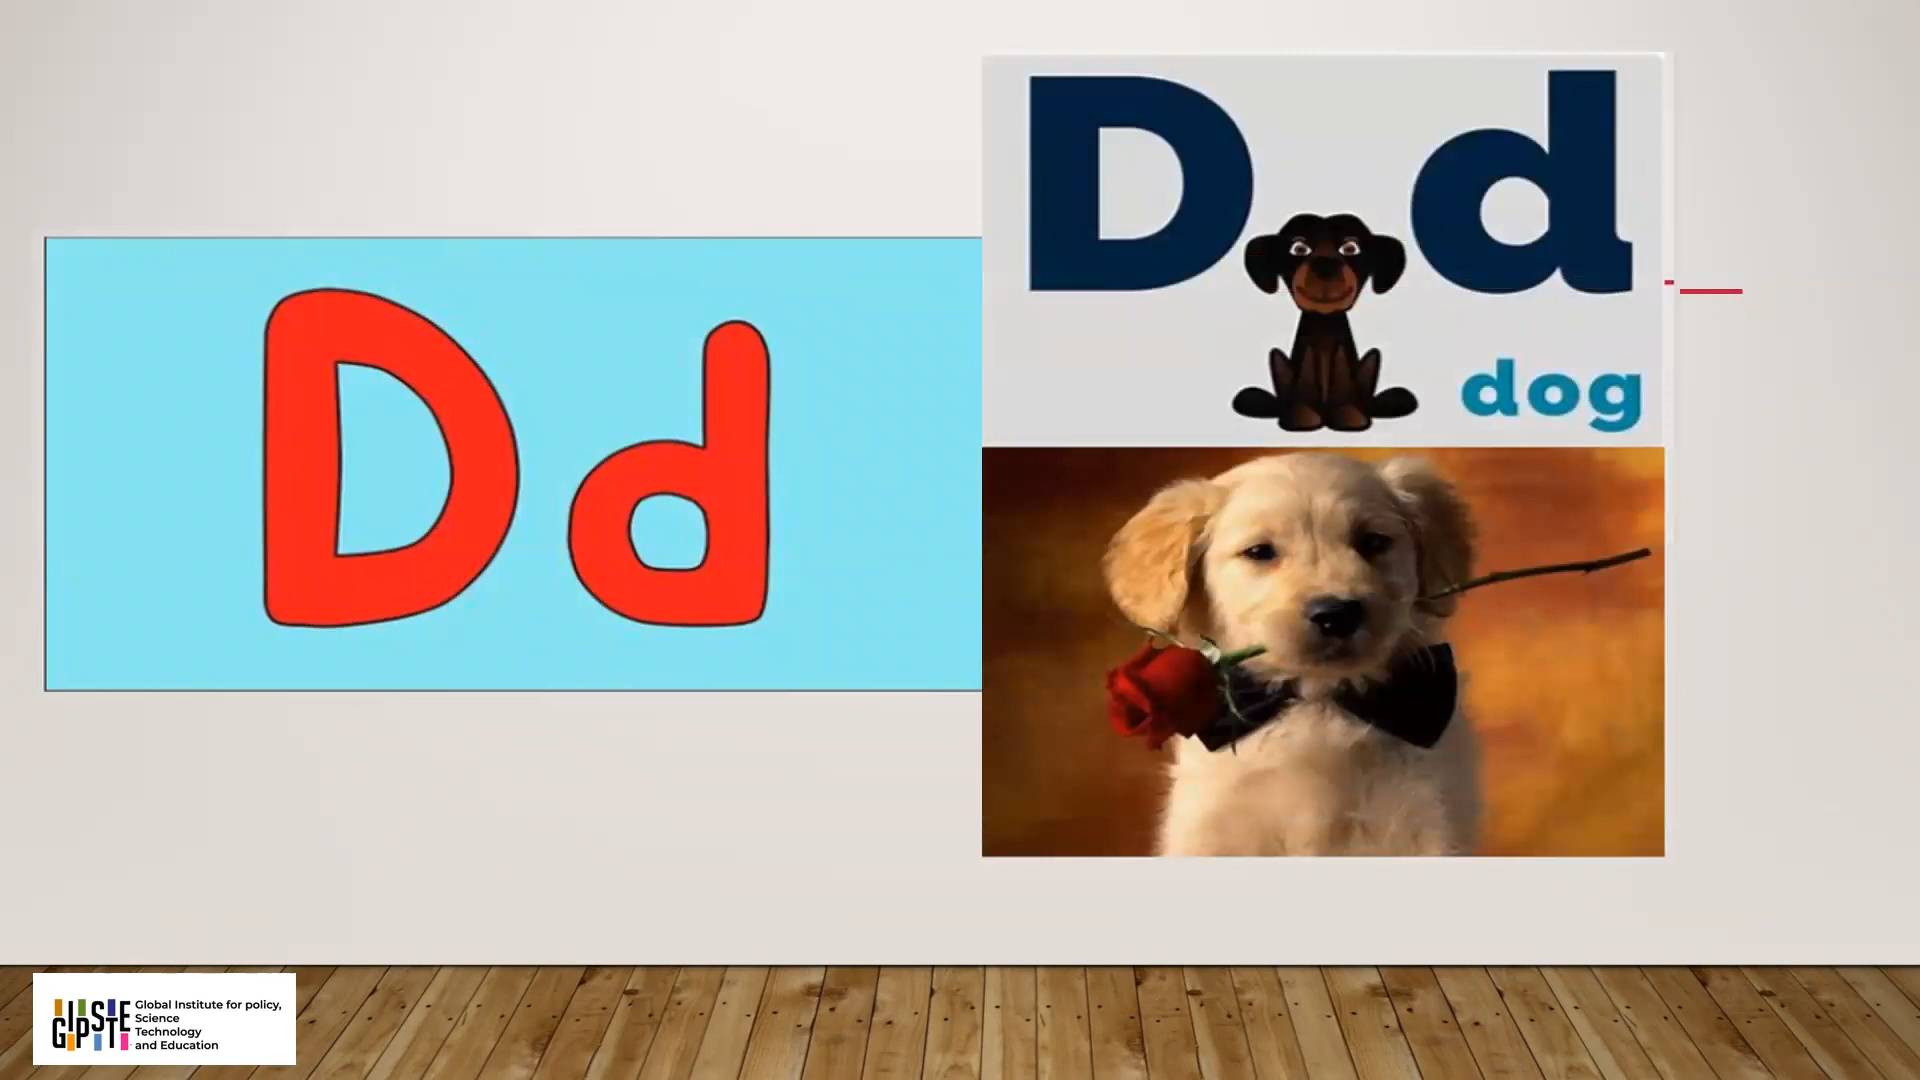 Dd
Dd
dog
GIPSTE
Global Institute for policy,
Science
Technology
and Education